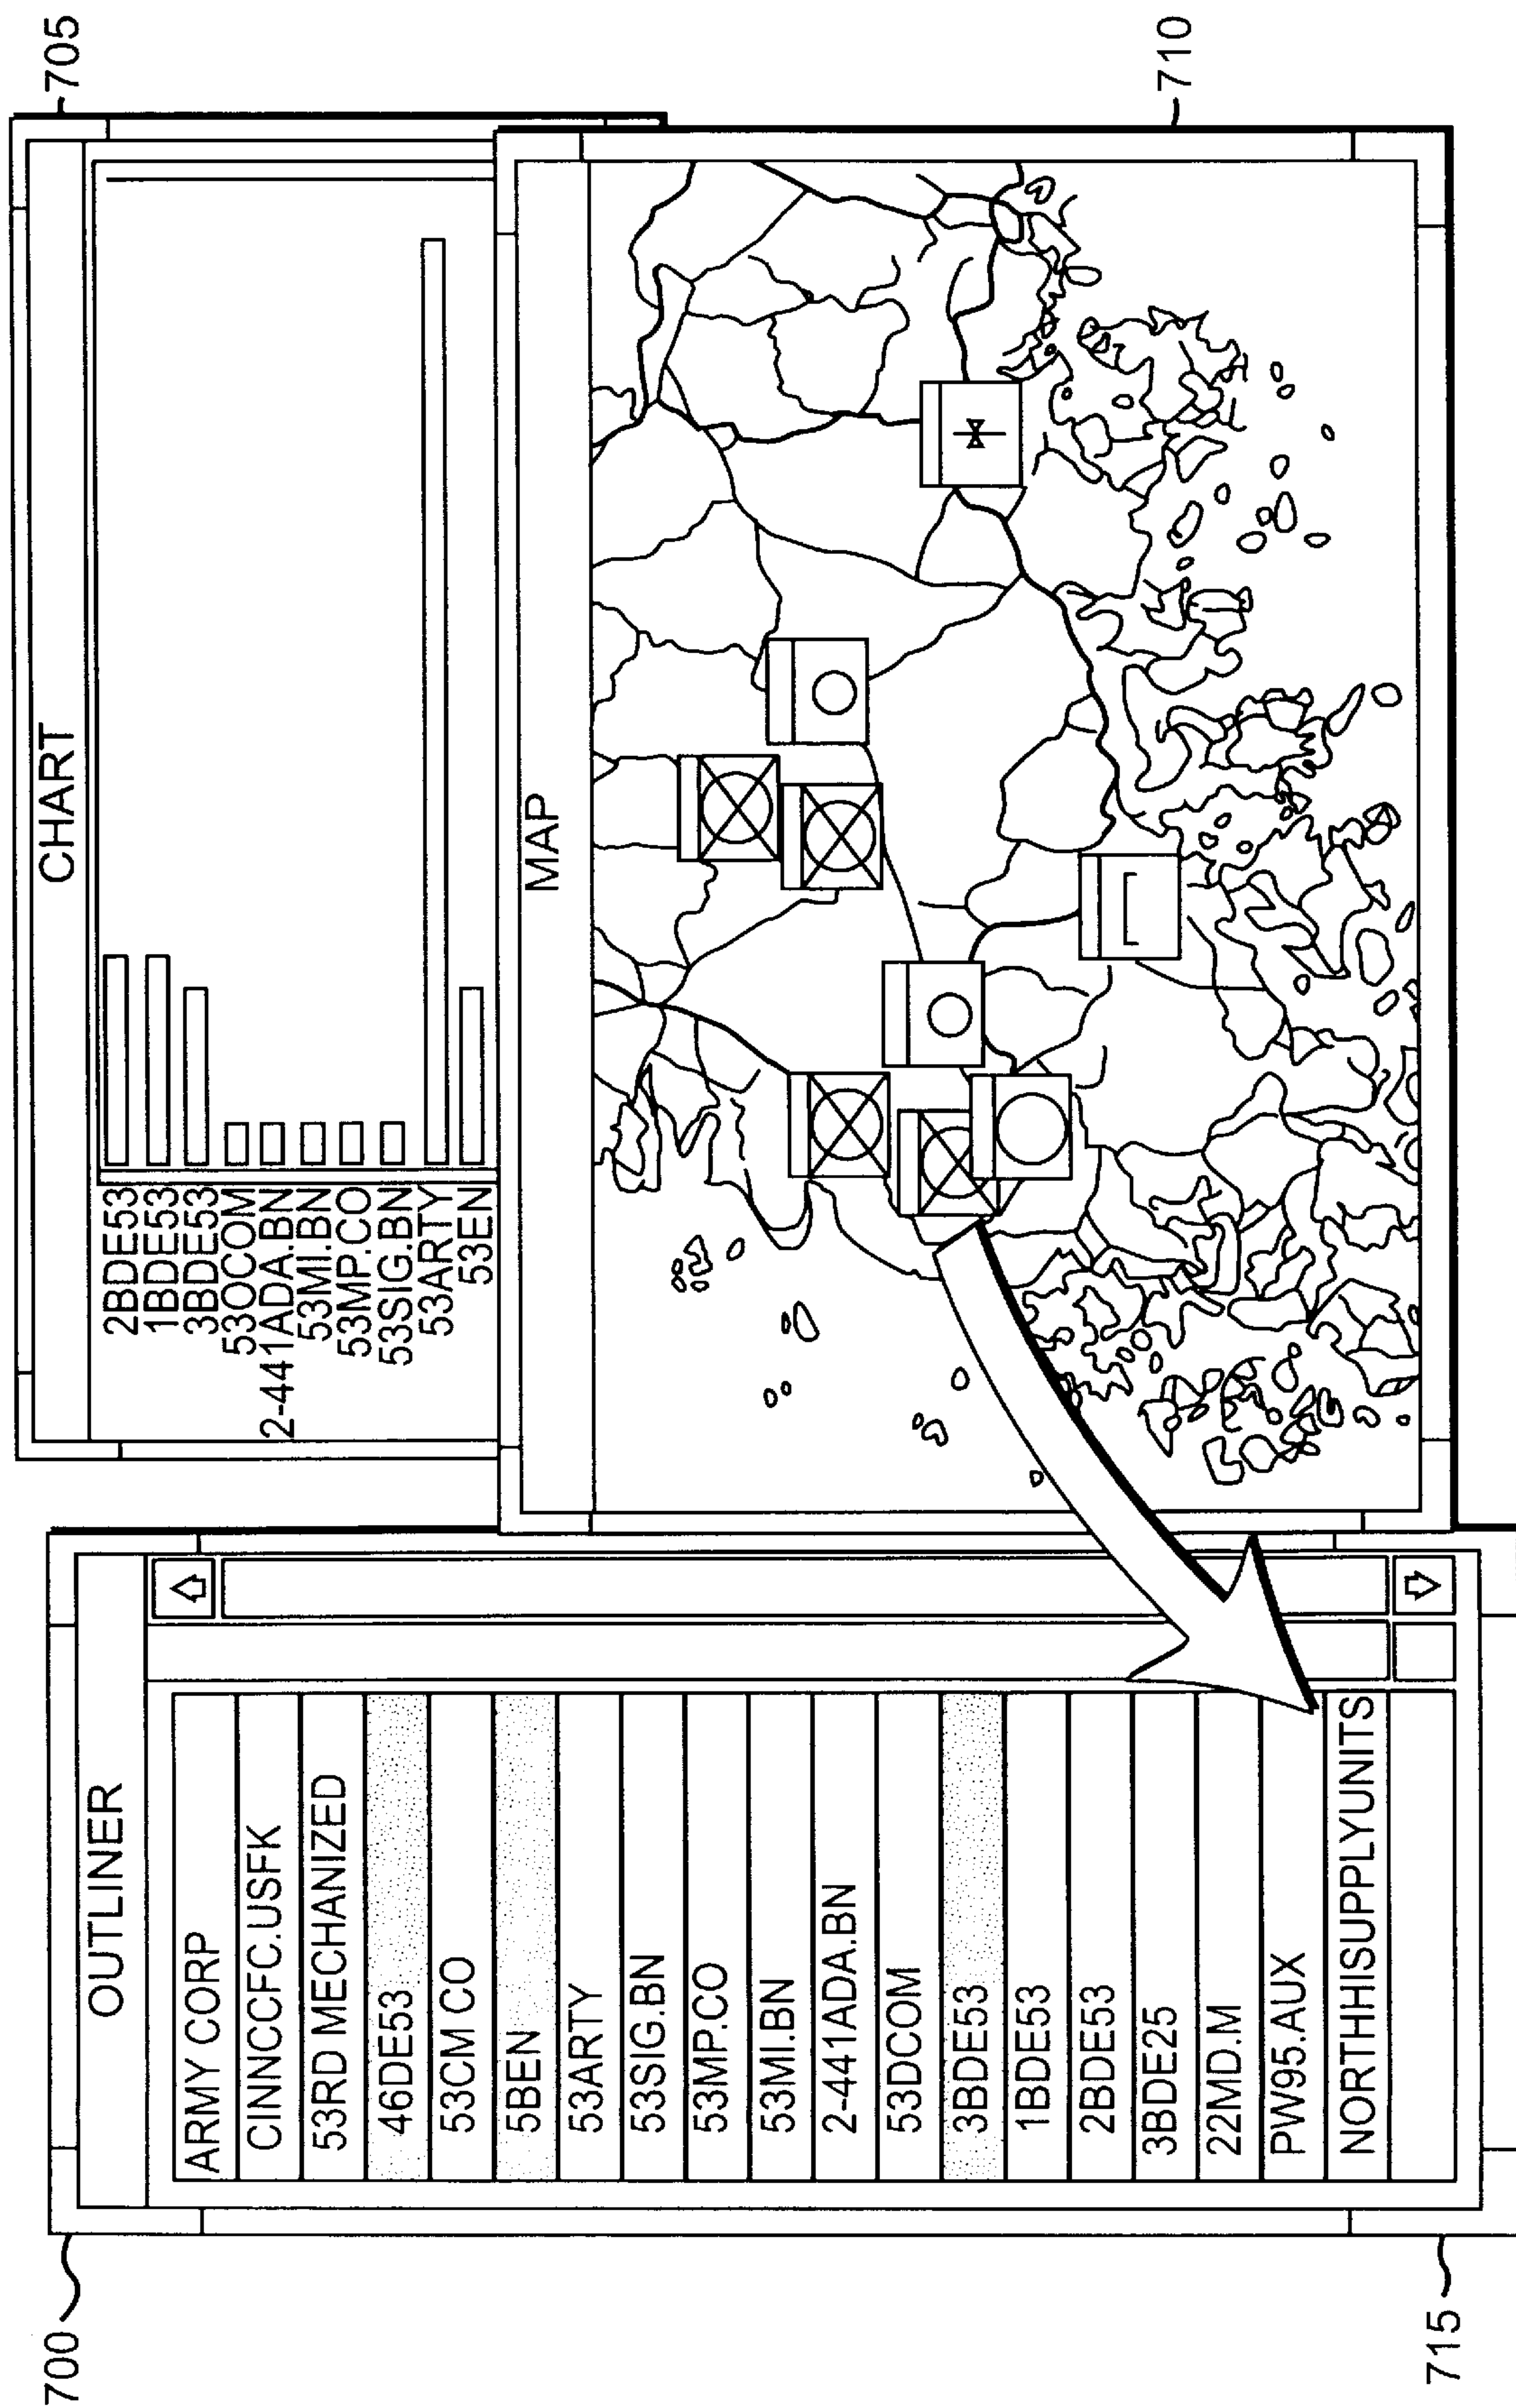 700
OUTLINER
ARMY CORP
CINNCCFC.USFK
53RD MECHANIZED
46DE53
53CM CO
5BEN
53ARTY
53SIG.BN
53MP.CO
53MI.BN
2-441ADA.BN
53DCOM
3BDE53
1BDE53
2BDE53
3BDE25
22MD.M
PW95.AUX
NORTHHISUPPLYUNITS
715
CHART
705
2BDE53
1BDE53
3BDE53
53OCOM
2-441ADA.BN
53MI.BN
53MP.CO
53SIG.BN
53ARTY
53EN
MAP
710